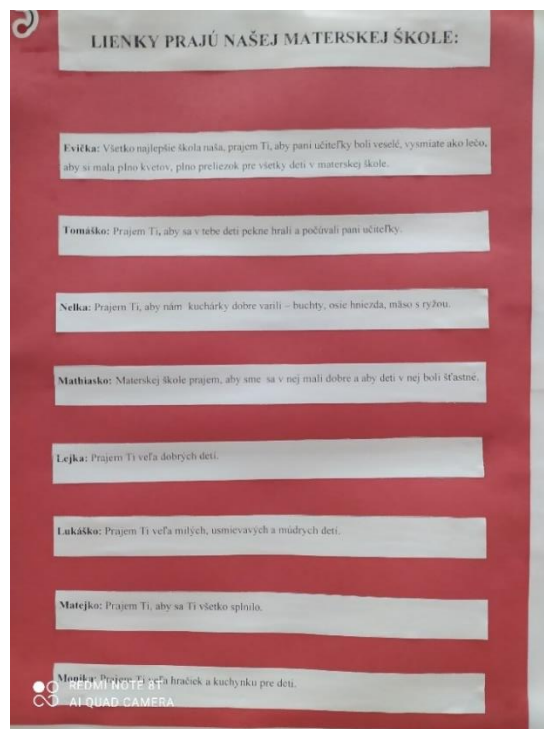 LIENKY PRAJÚ NAŠEJ MATERSKEJ ŠKOLE:
Evička: Všetko najlepšie škola naša, prajem Ti, aby pani učiteľky boli veselé, vysmiate ako lečo,
aby si mala plno kvetov, plno preliezok pre všetky deti v materskej škole.
Tomáško: Prajem Ti, aby sa v tebe deti pekne hrali a počúvali pani učiteľky.
Nelka: Prajem Ti, aby nám kuchárky dobre varili – buchty, osie hniezda, mäso s ryžou.
Mathiasko: Materskej škole prajem, aby sme sa v nej mali dobre a aby deti v nej boli šťastné.
Lejka: Prajem Ti veľa dobrých detí.
Lukáško: Prajem Ti veľa milých, usmievavých a múdrych detí.
Matejko: Prajem Ti, aby sa Ti všetko splnilo.
Monika: Prajem Ti veľa hračiek a kuchynku pre deti.
REDMI NOTE 8T
AI QUAD CAMERA